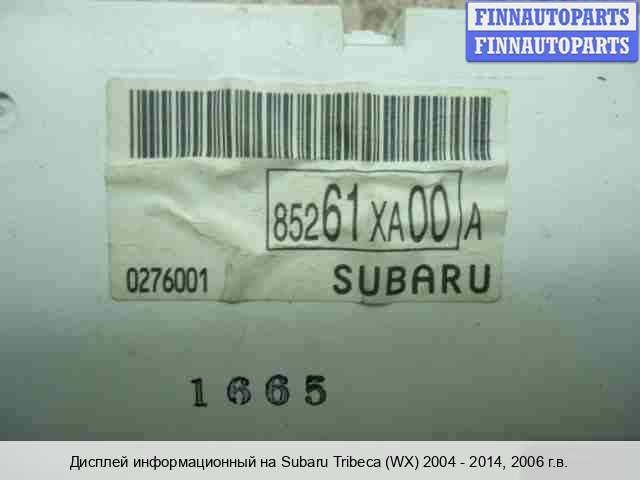 FINNAUTOPARTS
FINNAUTOPARTS
85261XA00A
0276001 SUBARU
1665
Дисплей информационный на Subaru Tribeca (WX) 2004 - 2014, 2006 г.в.